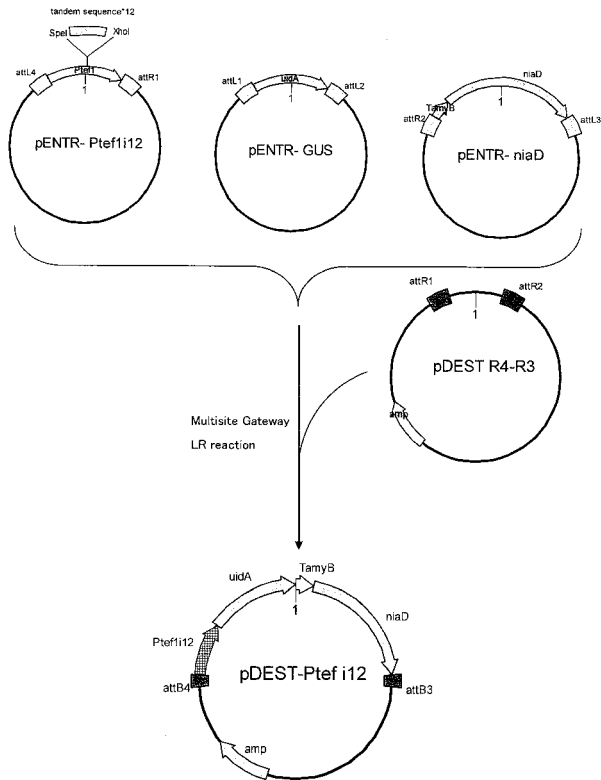 tandem sequence*12
SpeI
XhoI
attL4
Ptef1
attR1
1
pENTR- Ptef1i12
attL1
uidA
attL2
1
pENTR- GUS
niaD
TamyB
attR2
1
attL3
pENTR- niaD
attR1
attR2
1
pDEST R4-R3
amp
Multisite Gateway
LR reaction
uidA
TamyB
1
niaD
Ptef1i12
attB4
attB3
pDEST-Ptef i12
amp